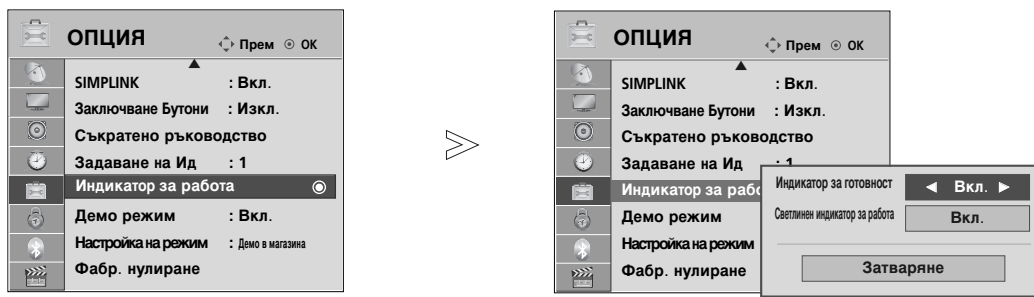 ОПЦИЯ
Прем ОК
SIMPLINK : Вкл.
Заключване Бутони : Изкл.
Съкратено ръководство
Задаване на Ид : 1
Индикатор за работа
Демо режим : Вкл.
Настройка на режим : Демо в магазина
Фабр. нулиране
ОПЦИЯ
Прем ОК
SIMPLINK : Вкл.
Заключване Бутони : Изкл.
Съкратено ръководство
Задаване на Ид : 1
Индикатор за рабо
Демо режим
Настройка на режим
Фабр. нулиране
Индикатор за готовност ◄ Вкл. ►
Светлинен индикатор за работа Вкл.
Затваряне